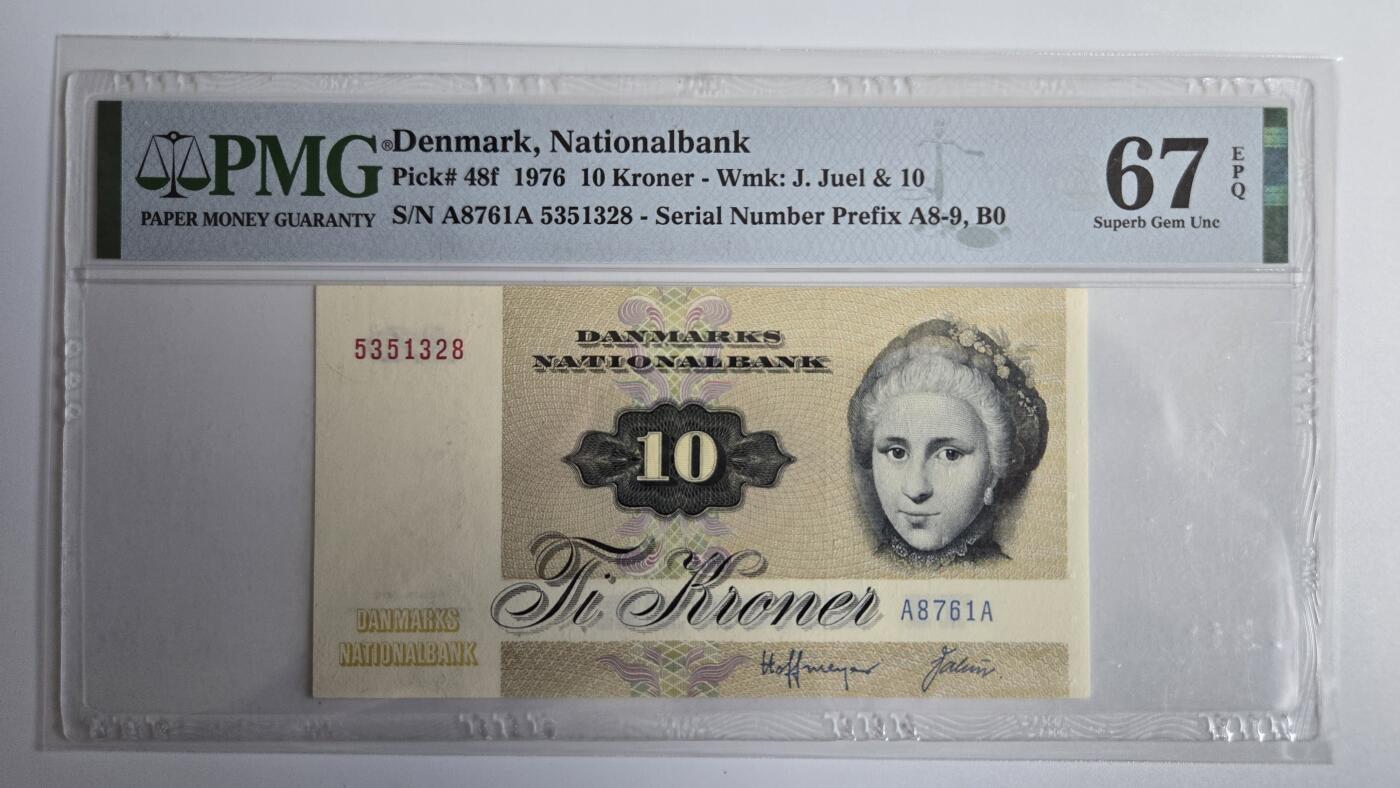 PMG®
PAPER MONEY GUARANTY
Denmark, Nationalbank
Pick# 48f 1976 10 Kroner - Wmk: J. Juel & 10
S/N A8761A 5351328 - Serial Number Prefix A8-9, B0
67
EPQ
Superb Gem Unc
5351328
DANMARKS
NATIONALBANK
10
Ti Kroner
A8761A
DANMARKS
NATIONALBANK
Hoffmeyer